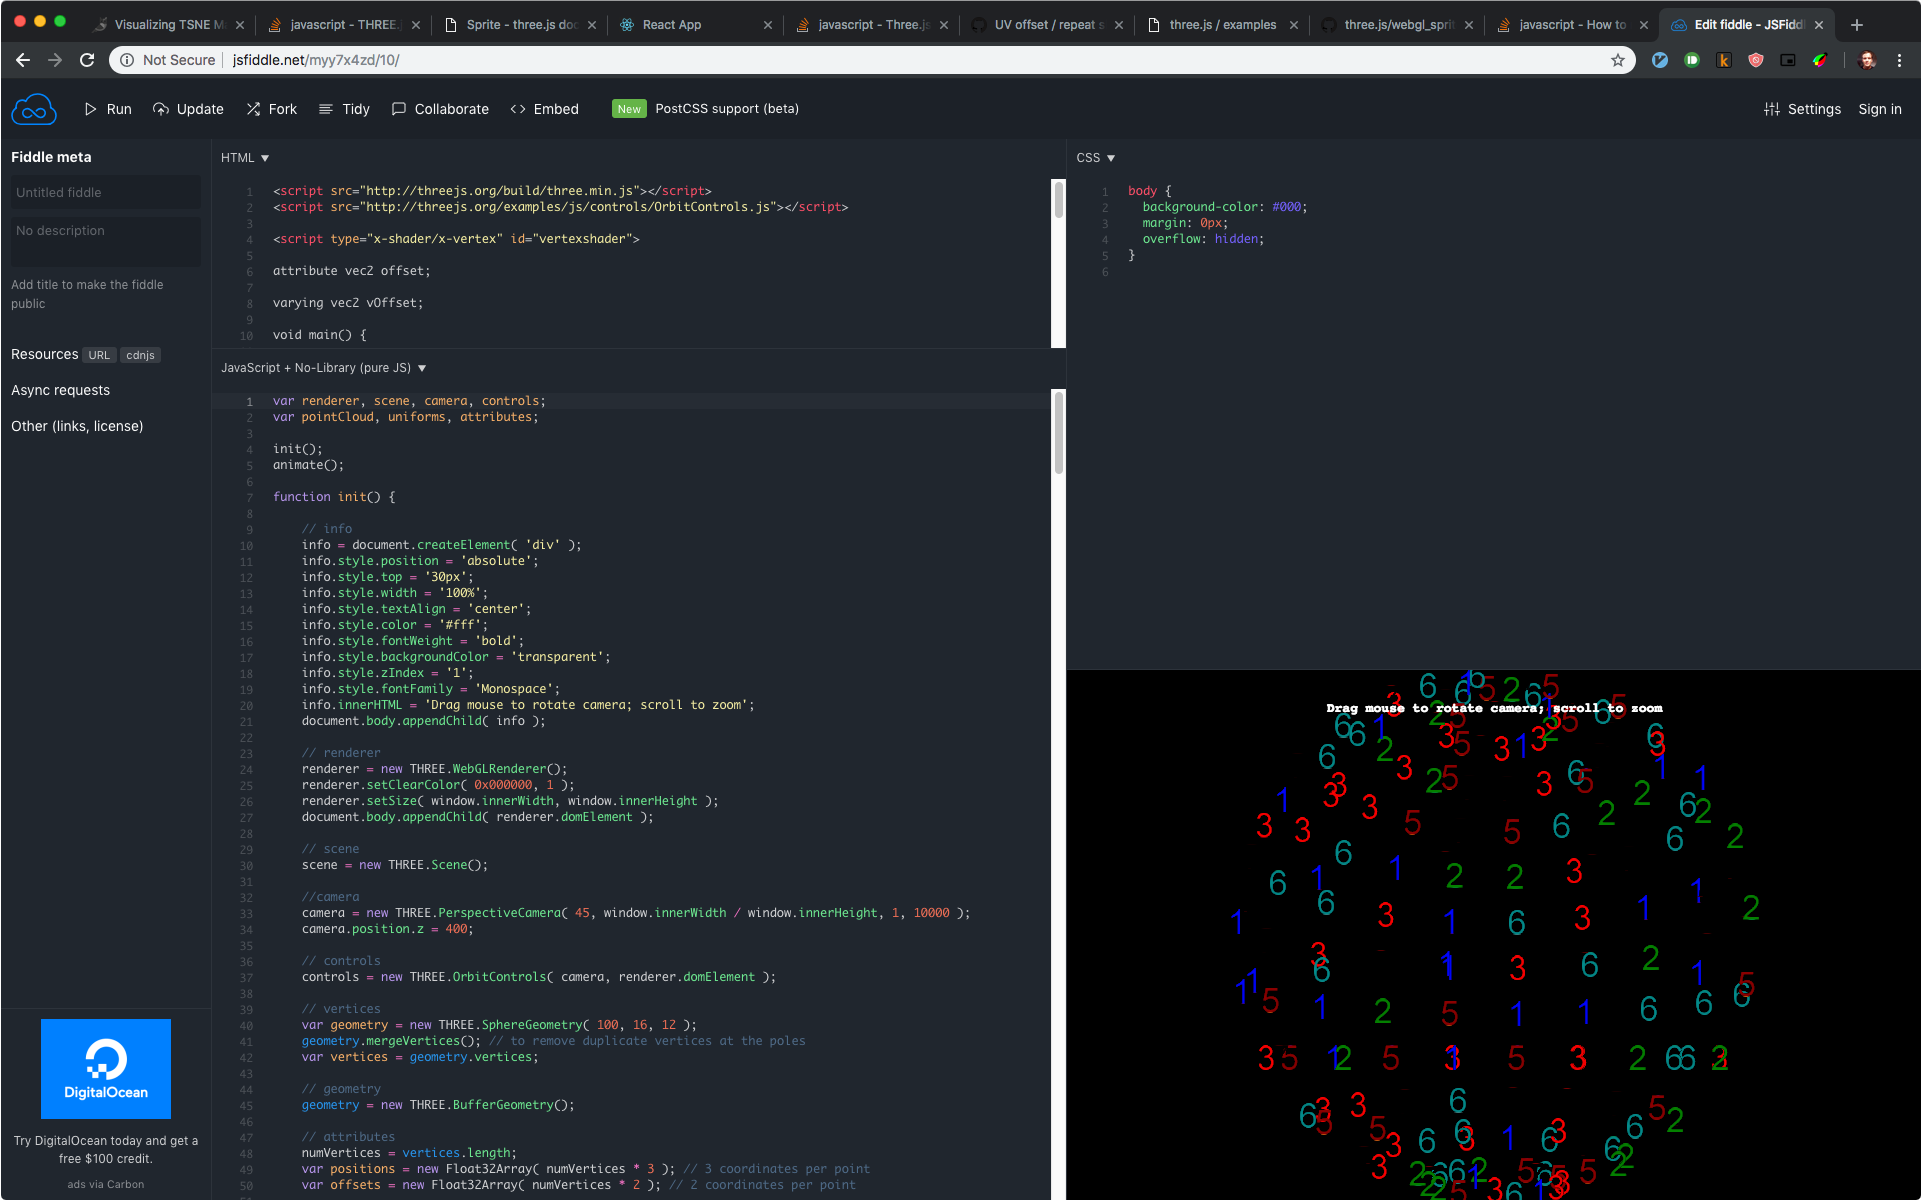 Visualizing TSNE Ma
javascript - THREE.
Sprite - three.js doc
React App
javascript - Three.js
UV offset / repeat s
three.js / examples
three.js/webgl_sprit
javascript - How to
Edit fiddle - JSFiddl
Not Secure
jsfiddle.net/myy7x4zd/10/
Run
Update
Fork
Tidy
Collaborate
Embed
New
PostCSS support (beta)
Settings
Sign in
Fiddle meta
Untitled fiddle
No description
Add title to make the fiddle
public
Resources URL cdnjs
Async requests
Other (links, license)
DigitalOcean
Try DigitalOcean today and get a
free $100 credit.
ads via Carbon
HTML ▼
1 <script src="http://threejs.org/build/three.min.js"></script>
2 <script src="http://threejs.org/examples/js/controls/OrbitControls.js"></script>
3
4 <script type="x-shader/x-vertex" id="vertexshader">
5
6 attribute vec2 offset;
7
8 varying vec2 vOffset;
9
10 void main() {
JavaScript + No-Library (pure JS) ▼
1 var renderer, scene, camera, controls;
2 var pointCloud, uniforms, attributes;
3
4 init();
5 animate();
6
7 function init() {
8
9 // info
10 info = document.createElement( 'div' );
11 info.style.position = 'absolute';
12 info.style.top = '30px';
13 info.style.width = '100%';
14 info.style.textAlign = 'center';
15 info.style.color = '#fff';
16 info.style.fontWeight = 'bold';
17 info.style.backgroundColor = 'transparent';
18 info.style.zIndex = '1';
19 info.style.fontFamily = 'Monospace';
20 info.innerHTML = 'Drag mouse to rotate camera; scroll to zoom';
21 document.body.appendChild( info );
22
23 // renderer
24 renderer = new THREE.WebGLRenderer();
25 renderer.setClearColor( 0x000000, 1 );
26 renderer.setSize( window.innerWidth, window.innerHeight );
27 document.body.appendChild( renderer.domElement );
28
29 // scene
30 scene = new THREE.Scene();
31
32 //camera
33 camera = new THREE.PerspectiveCamera( 45, window.innerWidth / window.innerHeight, 1, 10000 );
34 camera.position.z = 400;
35
36 // controls
37 controls = new THREE.OrbitControls( camera, renderer.domElement );
38
39 // vertices
40 var geometry = new THREE.SphereGeometry( 100, 16, 12 );
41 geometry.mergeVertices(); // to remove duplicate vertices at the poles
42 var vertices = geometry.vertices;
43
44 // geometry
45 geometry = new THREE.BufferGeometry();
46
47 // attributes
48 numVertices = vertices.length;
49 var positions = new Float32Array( numVertices * 3 ); // 3 coordinates per point
50 var offsets = new Float32Array( numVertices * 2 ); // 2 coordinates per point
CSS ▼
1 body {
2 background-color: #000;
3 margin: 0px;
4 overflow: hidden;
5 }
6
Drag mouse to rotate camera; scroll to zoom